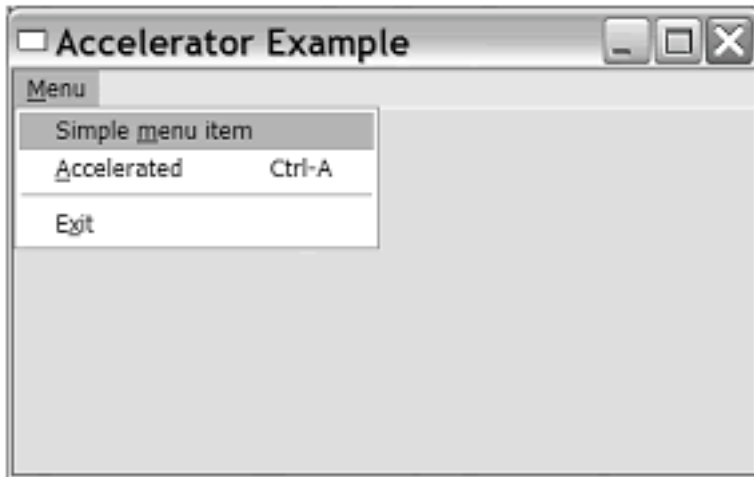 Accelerator Example
Menu
Simple menu item
Accelerated Ctrl-A
Exit